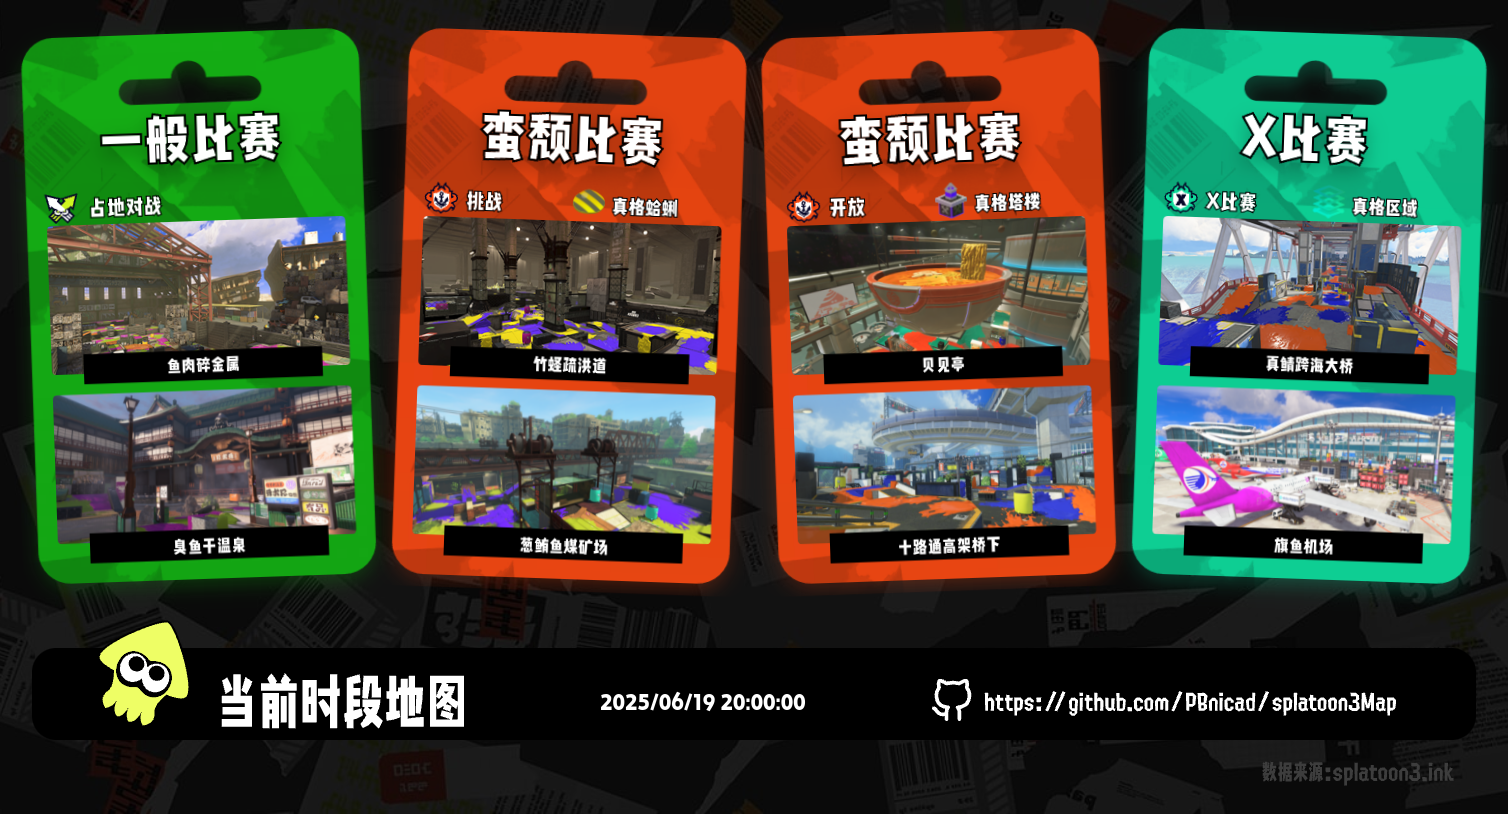 一般比赛
占地对战
鱼肉碎金属
臭鱼干温泉
蛮颓比赛
挑战
真格蛤蜊
竹蛏疏洪道
葱鲔鱼煤矿场
蛮颓比赛
开放
真格塔楼
贝见亭
十路通高架桥下
X比赛
X比赛
真格区域
真鲭跨海大桥
旗鱼机场
当前时段地图
2025/06/19 20:00:00
https://github.com/PBnicad/splatoon3Map
数据来源:splatoon3.ink